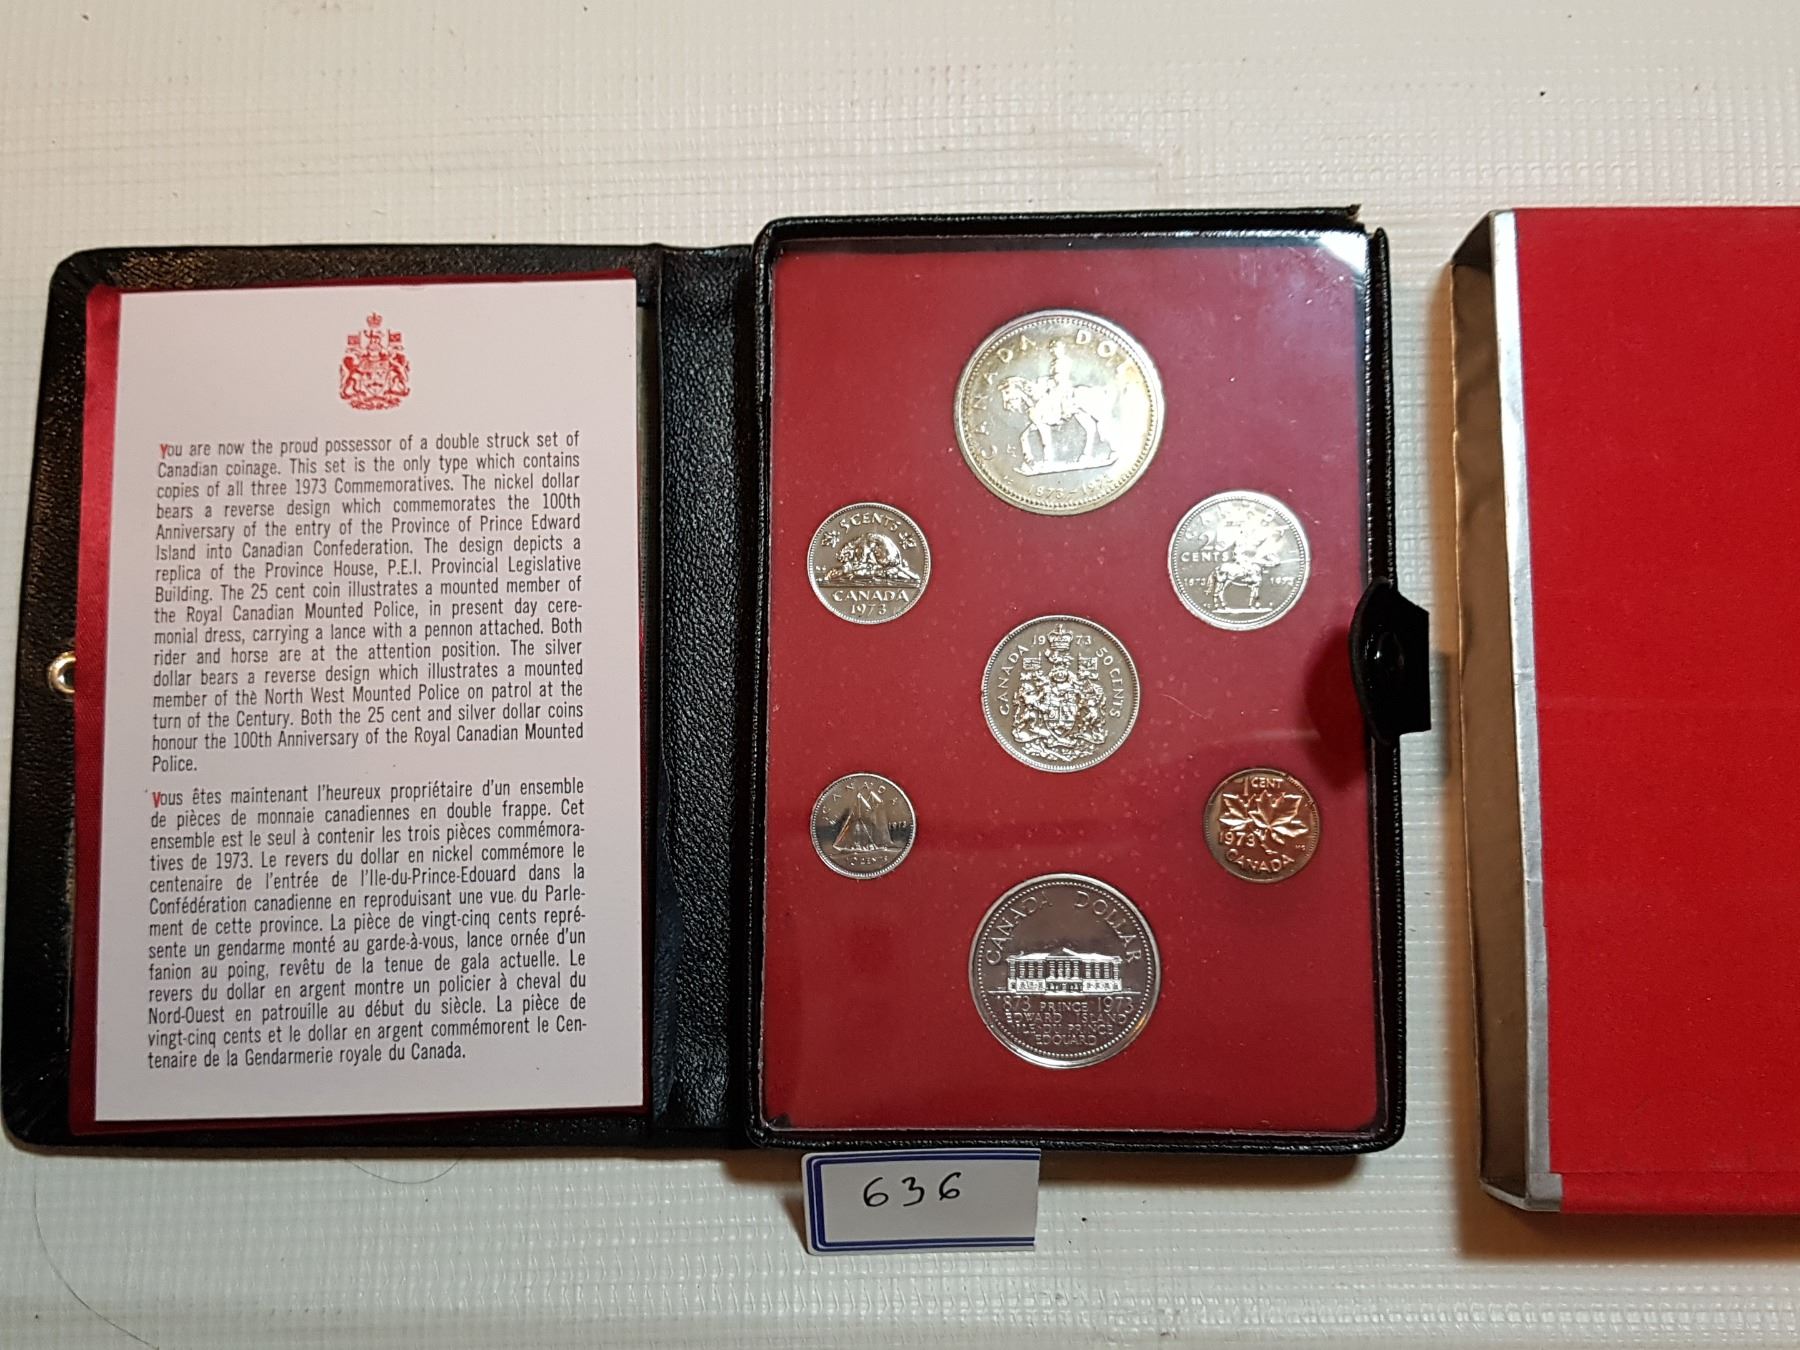 You are now the proud possessor of a double struck set of
Canadian coinage. This set is the only type which contains
copies of all three 1973 Commemoratives. The nickel dollar
bears a reverse design which commemorates the 100th
Anniversary of the entry of the Province of Prince Edward
Island into Canadian Confederation. The design depicts a
replica of the Province House, P.E.I. Provincial Legislative
Building. The 25 cent coin illustrates a mounted member of
the Royal Canadian Mounted Police, in present day cere-
monial dress, carrying a lance with a pennon attached. Both
rider and horse are at the attention position. The silver
dollar bears a reverse design which illustrates a mounted
member of the North West Mounted Police on patrol at the
turn of the Century. Both the 25 cent and silver dollar coins
honour the 100th Anniversary of the Royal Canadian Mounted
Police.
Vous êtes maintenant l'heureux propriétaire d'un ensemble
de pièces de monnaie canadiennes en double frappe. Cet
ensemble est le seul à contenir les trois pièces commémora-
tives de 1973. Le revers du dollar en nickel commémore le
centenaire de l'entrée de l'Ile-du-Prince-Edouard dans la
Confédération canadienne en reproduisant une vue du Parle-
ment de cette province. La pièce de vingt-cinq cents repré-
sente un gendarme monté au garde-à-vous, lance ornée d'un
fanion au poing, revêtu de la tenue de gala actuelle. Le
revers du dollar en argent montre un policier à cheval du
Nord-Ouest en patrouille au début du siècle. La pièce de
vingt-cinq cents et le dollar en argent commémorent le Cen-
tenaire de la Gendarmerie royale du Canada.
CANADA
1873-1973
5 CENTS
CANADA
1973
25
CENTS
1873 1973
1973
CANADA 50 CENTS
CANADA
1973
10 CENTS
1 CENT
1973
CANADA
CANADA DOLLAR
1873 PRINCE 1973
EDWARD ISLAND
ILE DU PRINCE
EDOUARD
636